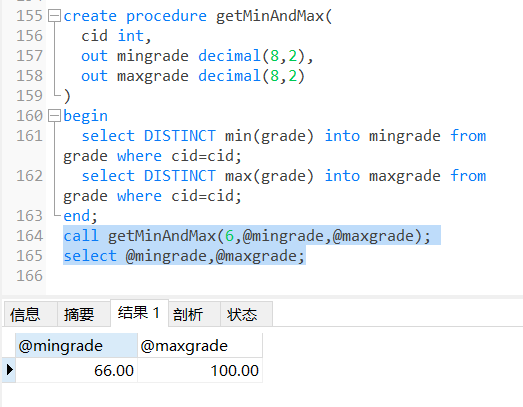 155 create procedure getMinAndMax(
156 cid int,
157 out mingrade decimal(8,2),
158 out maxgrade decimal(8,2)
159 )
160 begin
161 select DISTINCT min(grade) into mingrade from
grade where cid=cid;
162 select DISTINCT max(grade) into maxgrade from
grade where cid=cid;
163 end;
164 call getMinAndMax(6,@mingrade,@maxgrade);
165 select @mingrade,@maxgrade;
166
信息 摘要 结果 1 剖析 状态
@mingrade @maxgrade
66.00 100.00